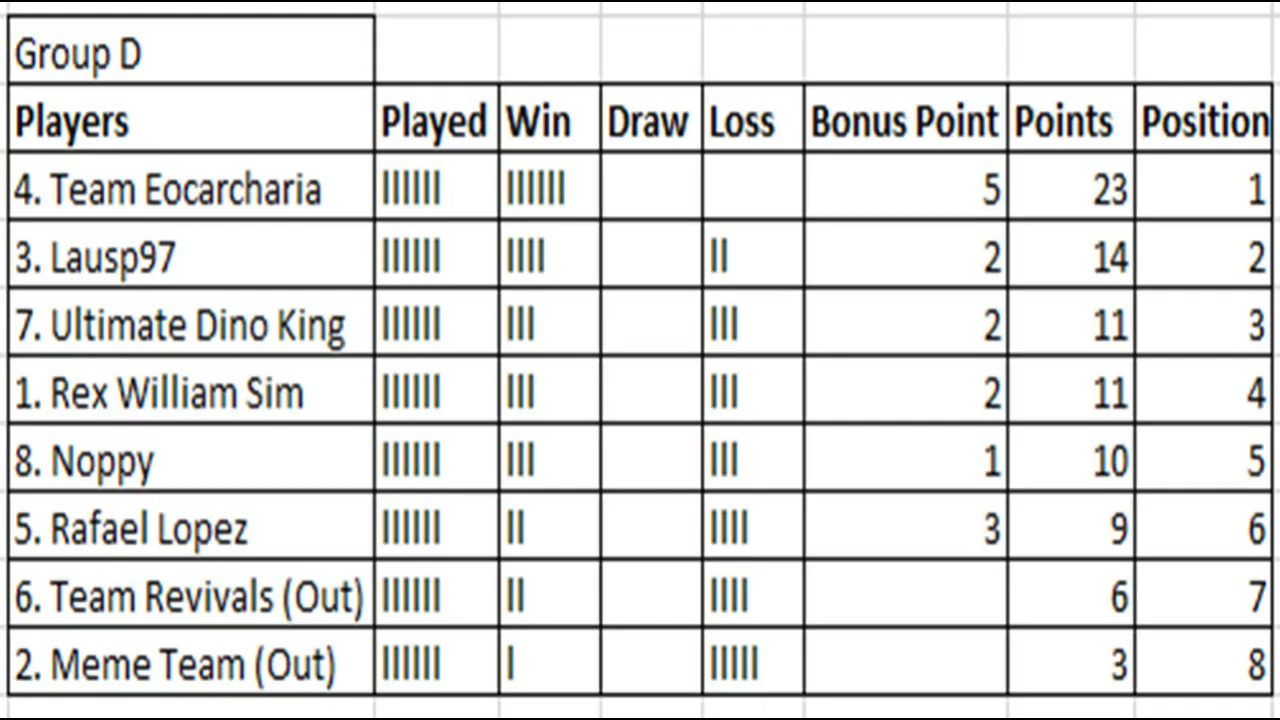 Group D
Players Played Win Draw Loss Bonus Point Points Position
4. Team Eocarcharia IIIIII IIIIII 5 23 1
3. Lausp97 IIIIII IIII II 2 14 2
7. Ultimate Dino King IIIIII III III 2 11 3
1. Rex William Sim IIIIII III III 2 11 4
8. Noppy IIIIII III III 1 10 5
5. Rafael Lopez IIIIII II IIII 3 9 6
6. Team Revivals (Out) IIIIII II IIII 6 7
2. Meme Team (Out) IIIIII I IIIII 3 8